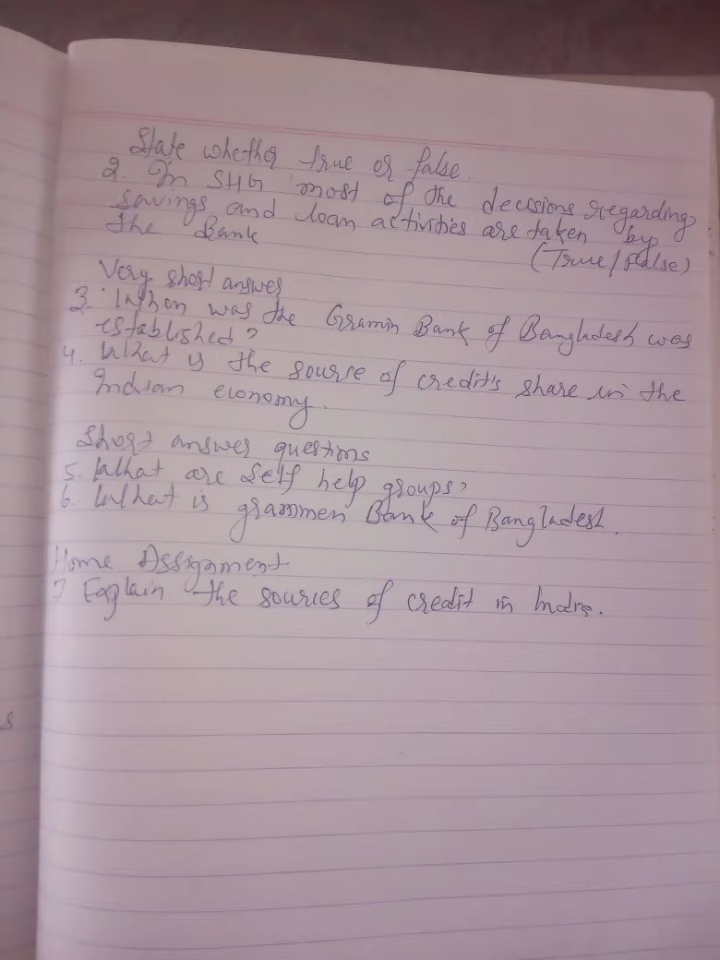 State whether true or false.
2. In SHG most of the decisions regarding
savings and loan activities are taken by
the Bank
(True/False)
Very short answer
3. When was the Gramin Bank of Bangladesh was
established?
4. What is the source of credit's share in the
Indian economy.
Short answer questions
5. What are Self help groups?
6. What is grammen Bank of Bangladesh.
Home Assignment
7 Explain the sources of credit in India.
s